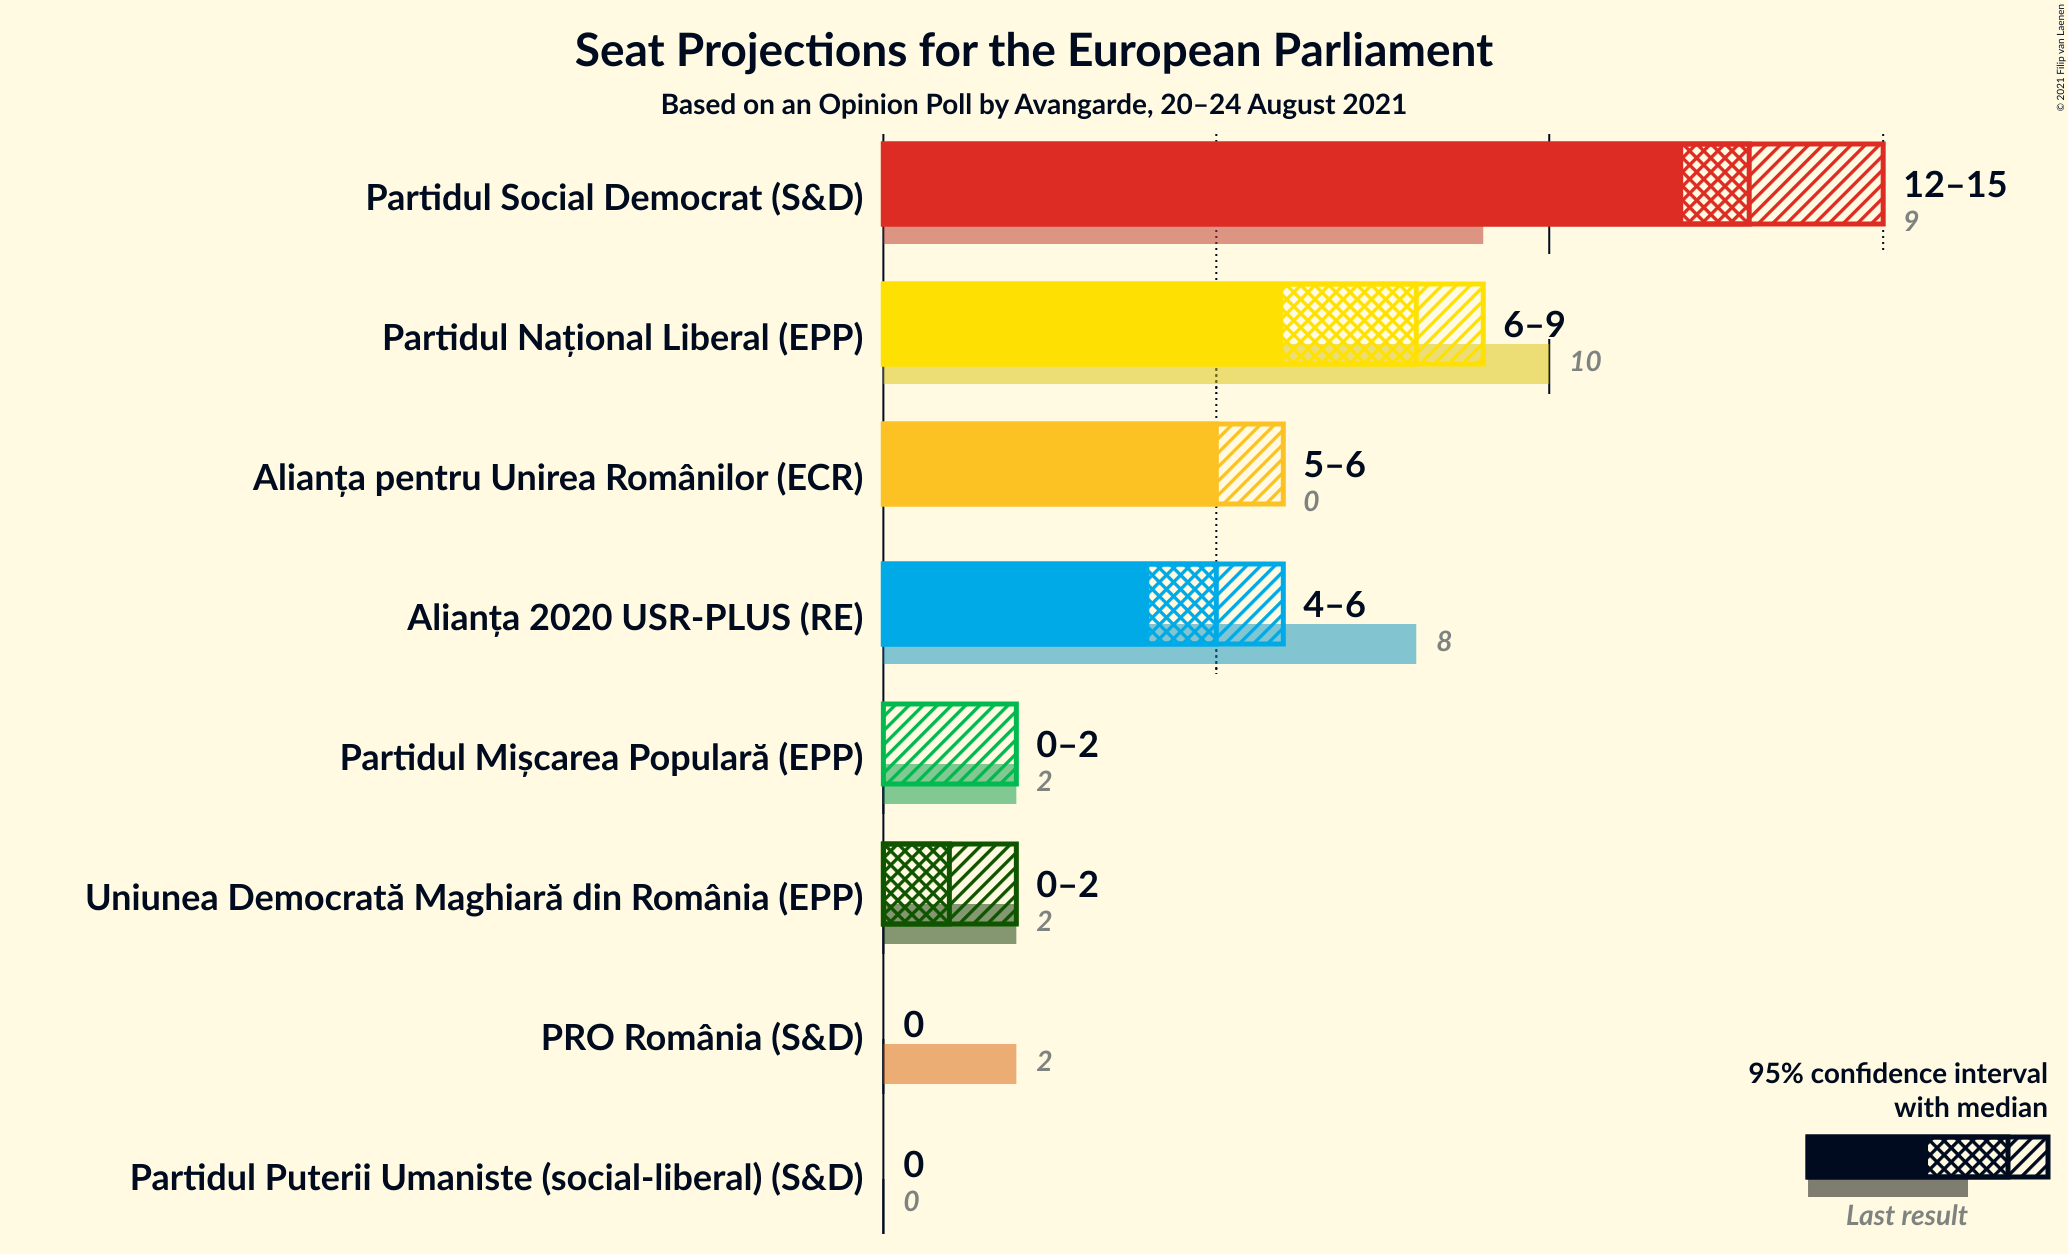 Seat Projections for the European Parliament
Based on an Opinion Poll by Avangarde, 20–24 August 2021
© 2021 Filip van Laenen
Partidul Social Democrat (S&D)
12–15
9
Partidul Național Liberal (EPP)
6–9
10
Alianța pentru Unirea Românilor (ECR)
5–6
0
Alianța 2020 USR-PLUS (RE)
4–6
8
Partidul Mișcarea Populară (EPP)
0–2
2
Uniunea Democrată Maghiară din România (EPP)
0–2
2
PRO România (S&D)
0
2
Partidul Puterii Umaniste (social-liberal) (S&D)
0
0
95% confidence interval
with median
Last result